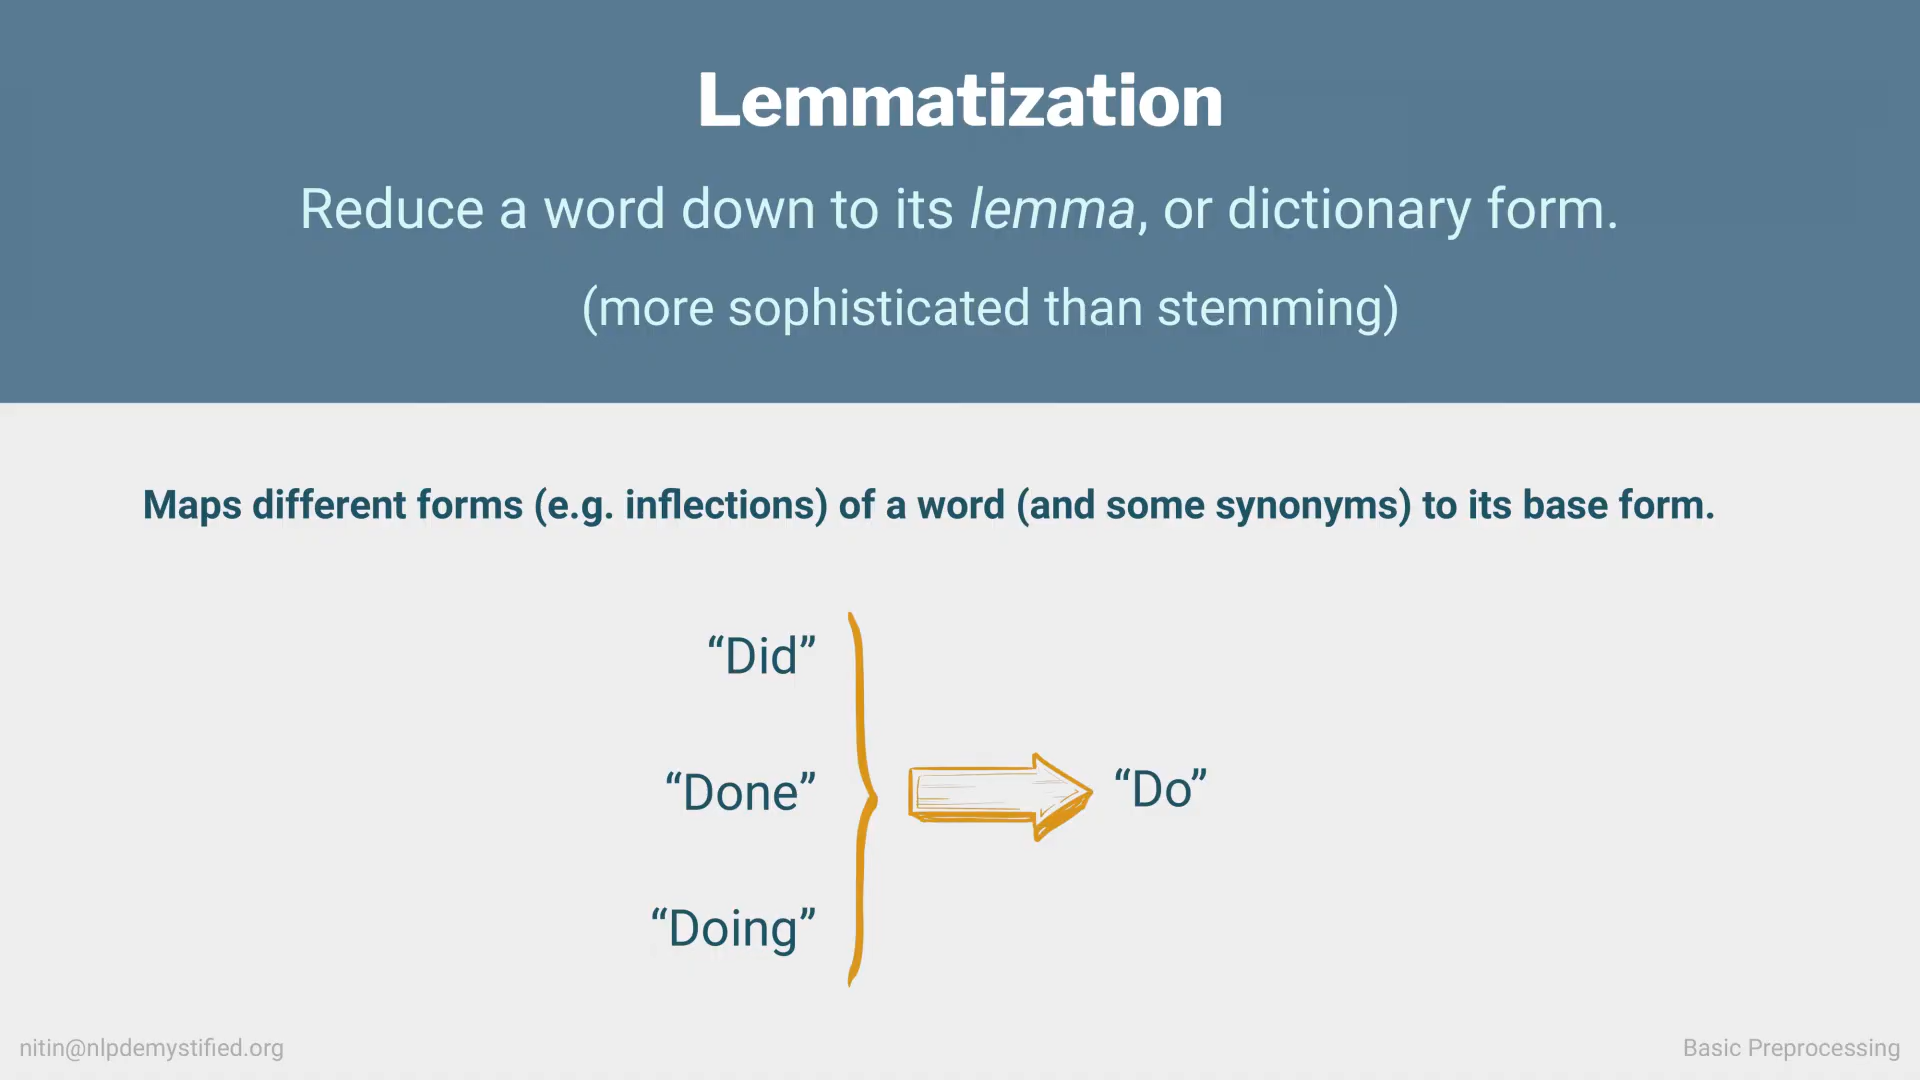 Lemmatization
Reduce a word down to its lemma, or dictionary form.
(more sophisticated than stemming)
Maps different forms (e.g. inflections) of a word (and some synonyms) to its base form.
“Did”
“Done”
“Do”
“Doing”
nitin@nlpdemystified.org
Basic Preprocessing